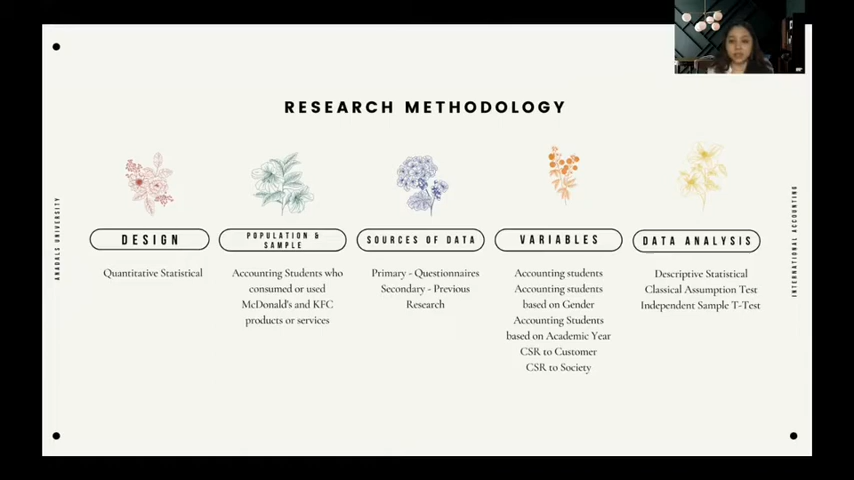 RESEARCH METHODOLOGY
ANADALS UNIVERSITY
INTERNATIONAL ACCOUNTING
DESIGN
Quantitative Statistical
POPULATION &
SAMPLE
Accounting Students who
consumed or used
McDonald's and KFC
products or services
SOURCES OF DATA
Primary - Questionnaires
Secondary - Previous
Research
VARIABLES
Accounting students
Accounting students
based on Gender
Accounting Students
based on Academic Year
CSR to Customer
CSR to Society
DATA ANALYSIS
Descriptive Statistical
Classical Assumption Test
Independent Sample T-Test